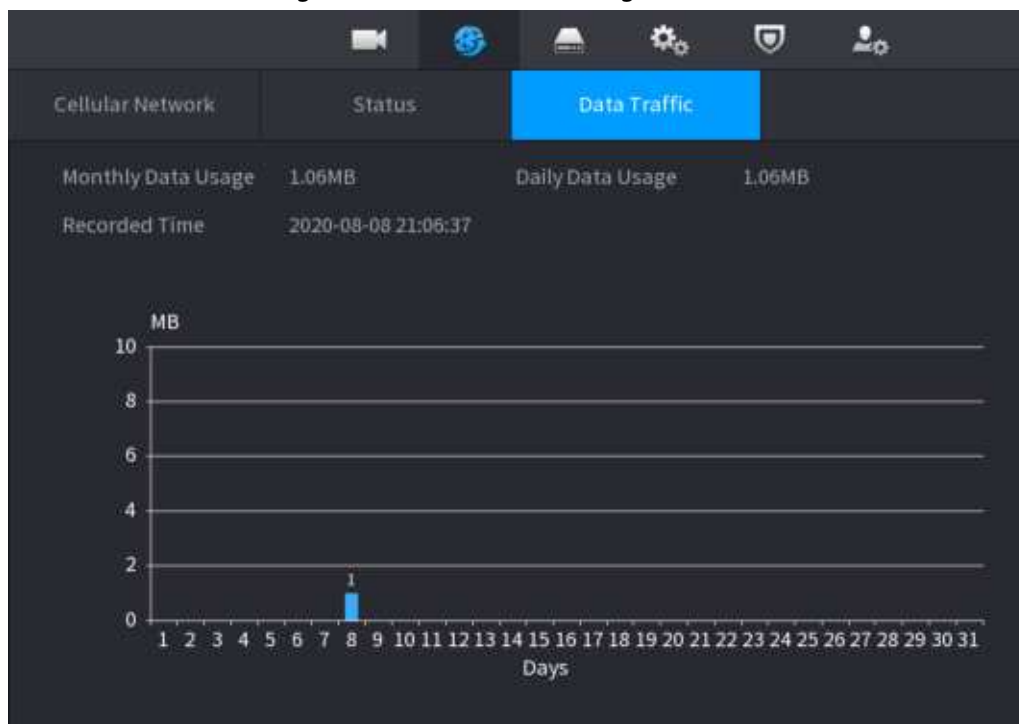 Cellular Network Status Data Traffic
Monthly Data Usage 1.06MB Daily Data Usage 1.06MB
Recorded Time 2020-08-08 21:06:37
MB
10
8
6
4
2
1
0
1 2 3 4 5 6 7 8 9 10 11 12 13 14 15 16 17 18 19 20 21 22 23 24 25 26 27 28 29 30 31
Days